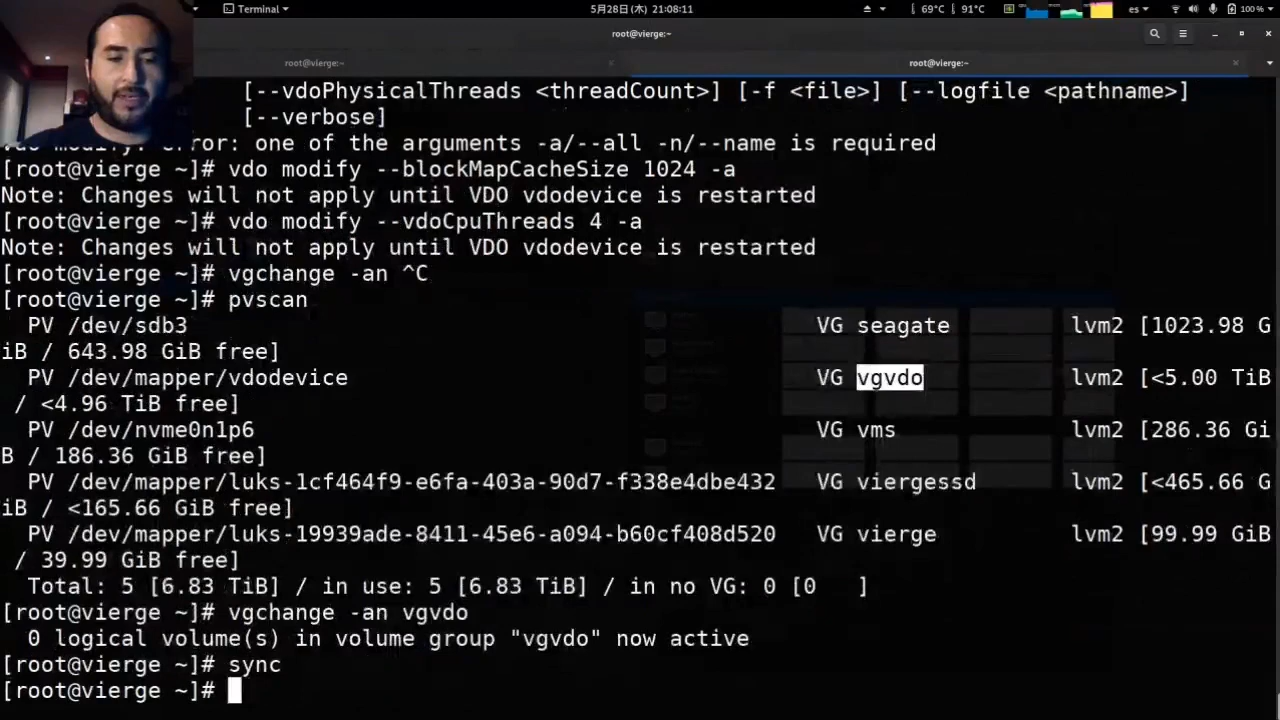 Terminal
5月28日(木) 21:08:11
69°C
91°C
es
100%
root@vierge:~
root@vierge:~
root@vierge:~
[--vdoPhysicalThreads <threadCount>] [-f <file>] [--logfile <pathname>]
[--verbose]
vdo modify: error: one of the arguments -a/--all -n/--name is required
[root@vierge ~]# vdo modify --blockMapCacheSize 1024 -a
Note: Changes will not apply until VDO vdodevice is restarted
[root@vierge ~]# vdo modify --vdoCpuThreads 4 -a
Note: Changes will not apply until VDO vdodevice is restarted
[root@vierge ~]# vgchange -an ^C
[root@vierge ~]# pvscan
PV /dev/sdb3 VG seagate lvm2 [1023.98 G
iB / 643.98 GiB free]
PV /dev/mapper/vdodevice VG vgvdo lvm2 [<5.00 TiB
/ <4.96 TiB free]
PV /dev/nvme0n1p6 VG vms lvm2 [286.36 Gi
B / 186.36 GiB free]
PV /dev/mapper/luks-1cf464f9-e6fa-403a-90d7-f338e4dbe432 VG viergessd lvm2 [<465.66 G
iB / <165.66 GiB free]
PV /dev/mapper/luks-19939ade-8411-45e6-a094-b60cf408d520 VG vierge lvm2 [99.99 GiB
/ 39.99 GiB free]
Total: 5 [6.83 TiB] / in use: 5 [6.83 TiB] / in no VG: 0 [0 ]
[root@vierge ~]# vgchange -an vgvdo
0 logical volume(s) in volume group "vgvdo" now active
[root@vierge ~]# sync
[root@vierge ~]#